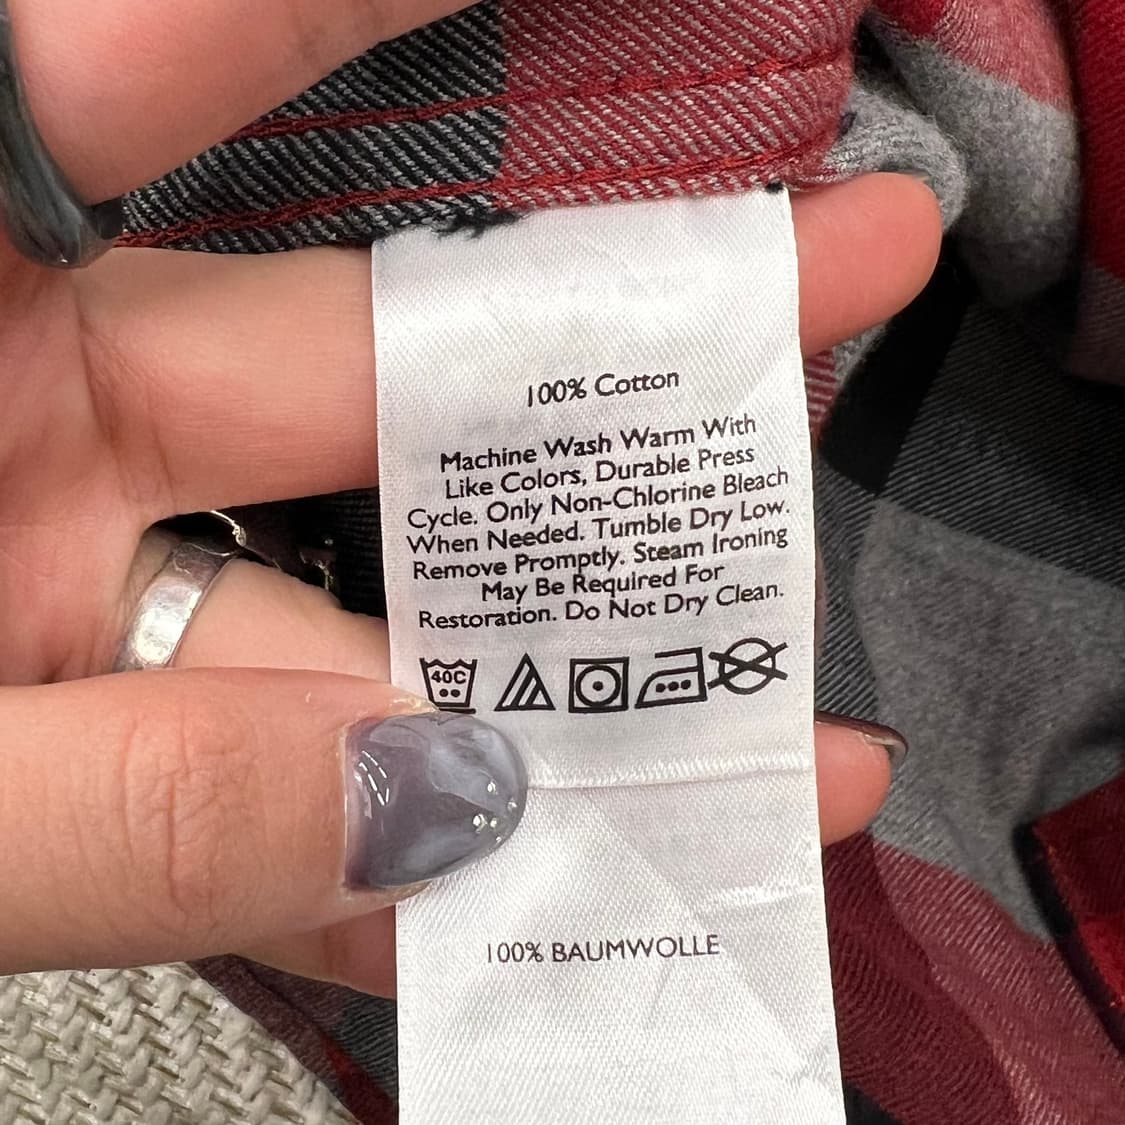 100% Cotton
Machine Wash Warm With
Like Colors, Durable Press
Cycle. Only Non-Chlorine Bleach
When Needed. Tumble Dry Low.
Remove Promptly. Steam Ironing
May Be Required For
Restoration. Do Not Dry Clean.
40C
100% BAUMWOLLE